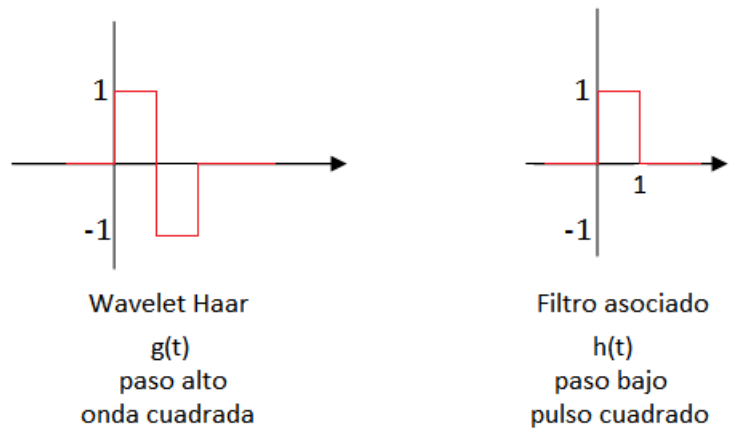 1
-1
Wavelet Haar
g(t)
paso alto
onda cuadrada
1
1
-1
Filtro asociado
h(t)
paso bajo
pulso cuadrado